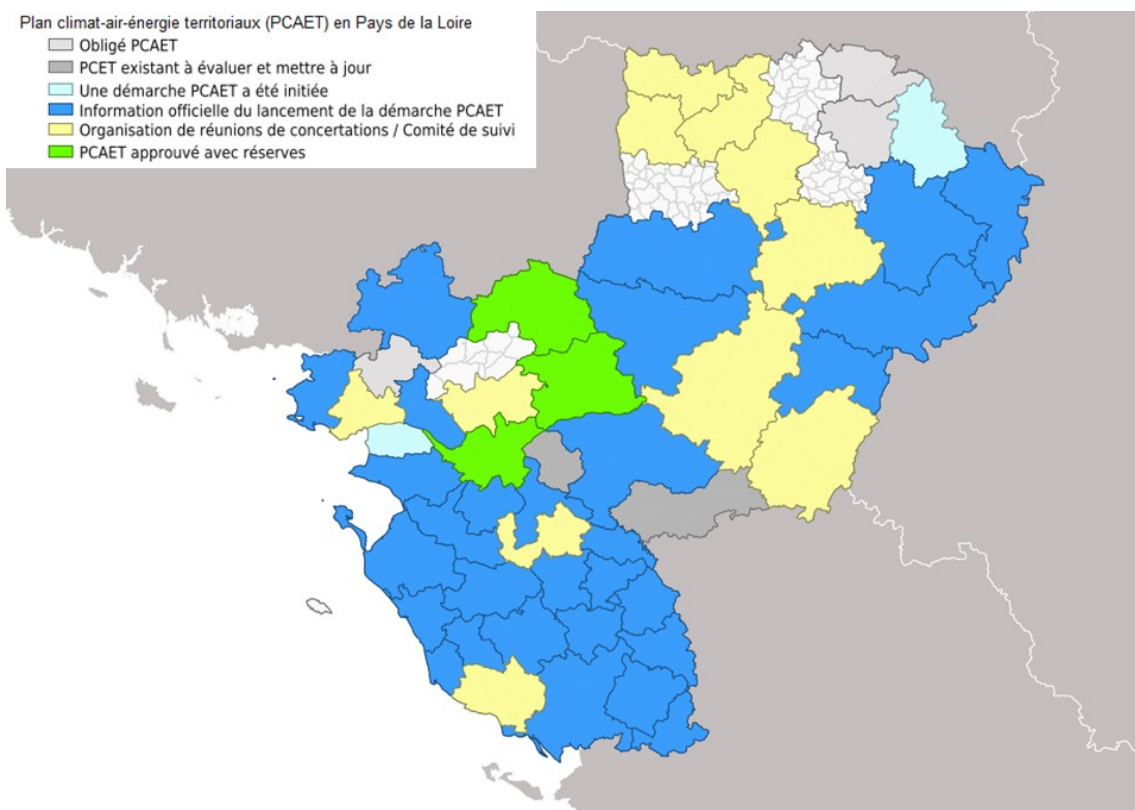 Plan climat-air-énergie territoriaux (PCAET) en Pays de la Loire
Obligé PCAET
PCET existant à évaluer et mettre à jour
Une démarche PCAET a été initiée
Information officielle du lancement de la démarche PCAET
Organisation de réunions de concertations / Comité de suivi
PCAET approuvé avec réserves